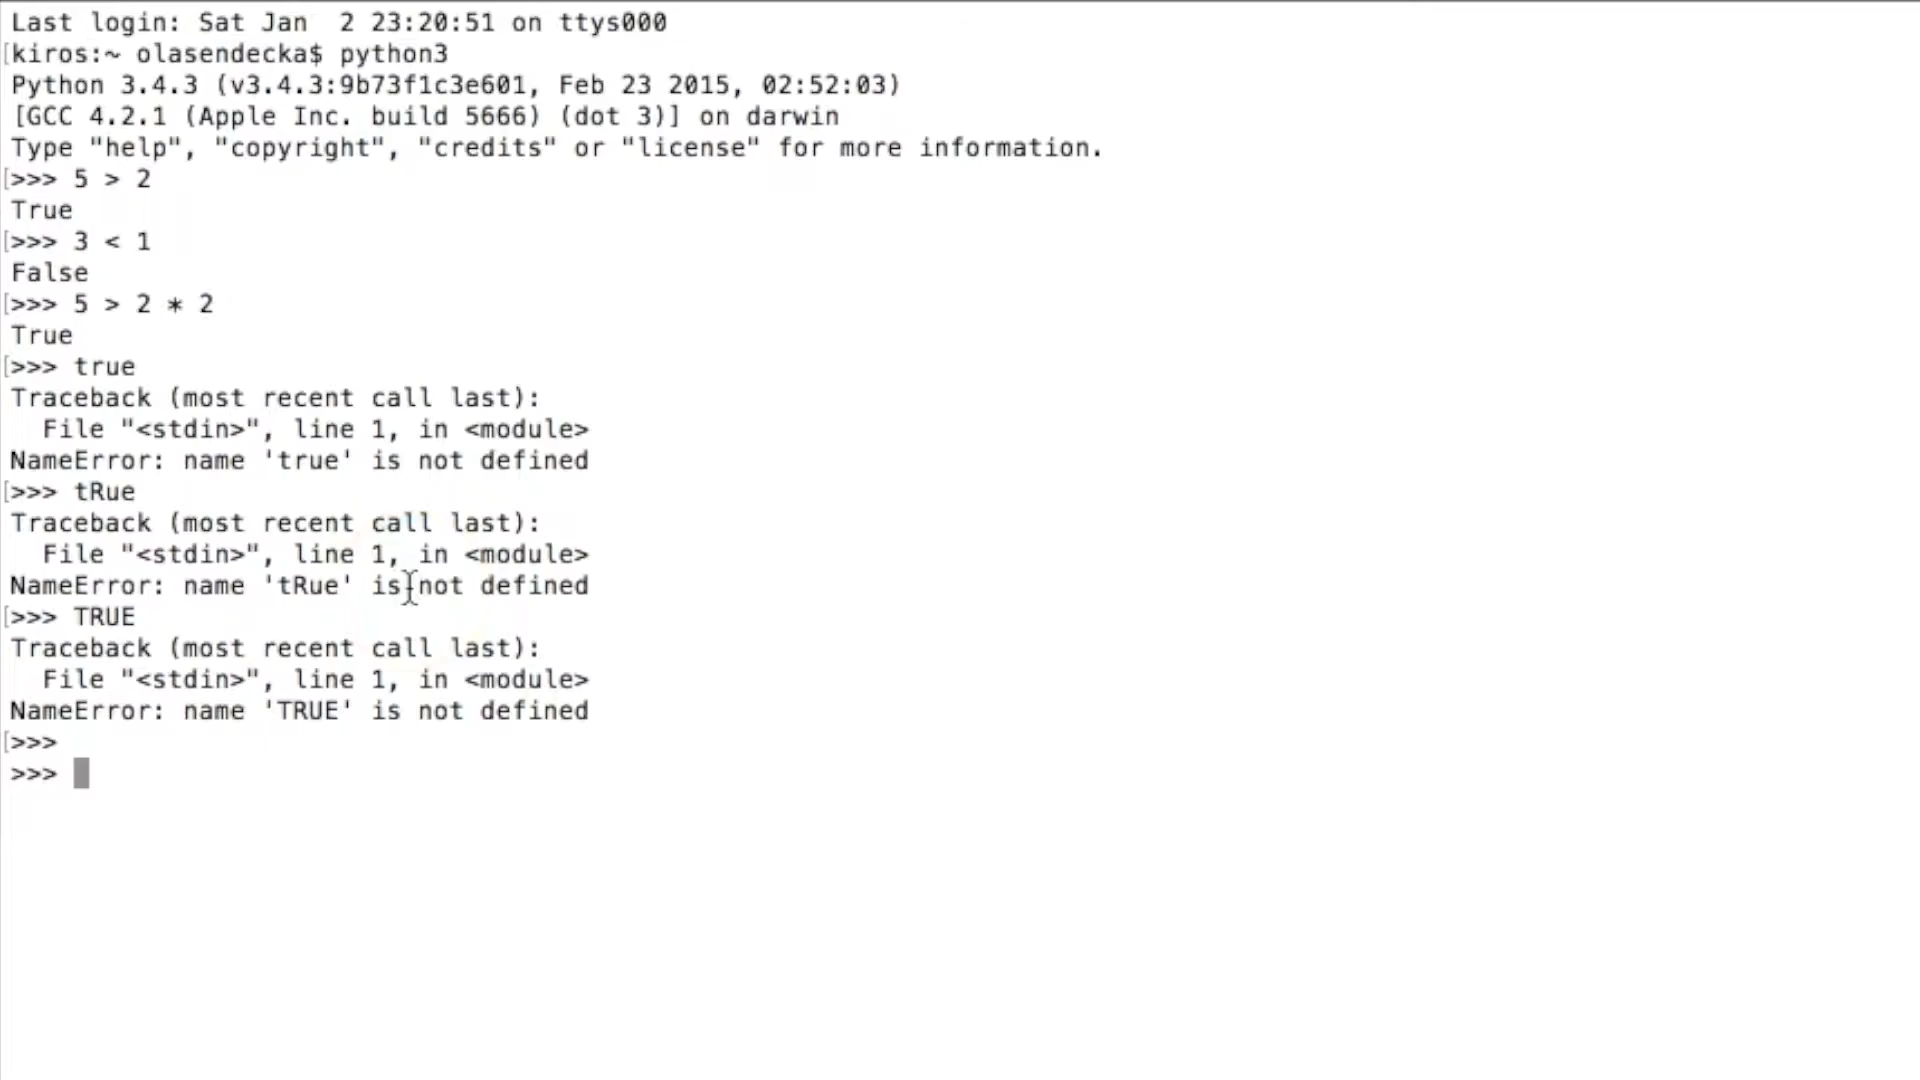 Last login: Sat Jan  2 23:20:51 on ttys000
[kiros:~ olasendecka$ python3
Python 3.4.3 (v3.4.3:9b73f1c3e601, Feb 23 2015, 02:52:03)
[GCC 4.2.1 (Apple Inc. build 5666) (dot 3)] on darwin
Type "help", "copyright", "credits" or "license" for more information.
[>>> 5 > 2
True
[>>> 3 < 1
False
[>>> 5 > 2 * 2
True
[>>> true
Traceback (most recent call last):
  File "<stdin>", line 1, in <module>
NameError: name 'true' is not defined
[>>> tRue
Traceback (most recent call last):
  File "<stdin>", line 1, in <module>
NameError: name 'tRue' is not defined
[>>> TRUE
Traceback (most recent call last):
  File "<stdin>", line 1, in <module>
NameError: name 'TRUE' is not defined
[>>>
>>>